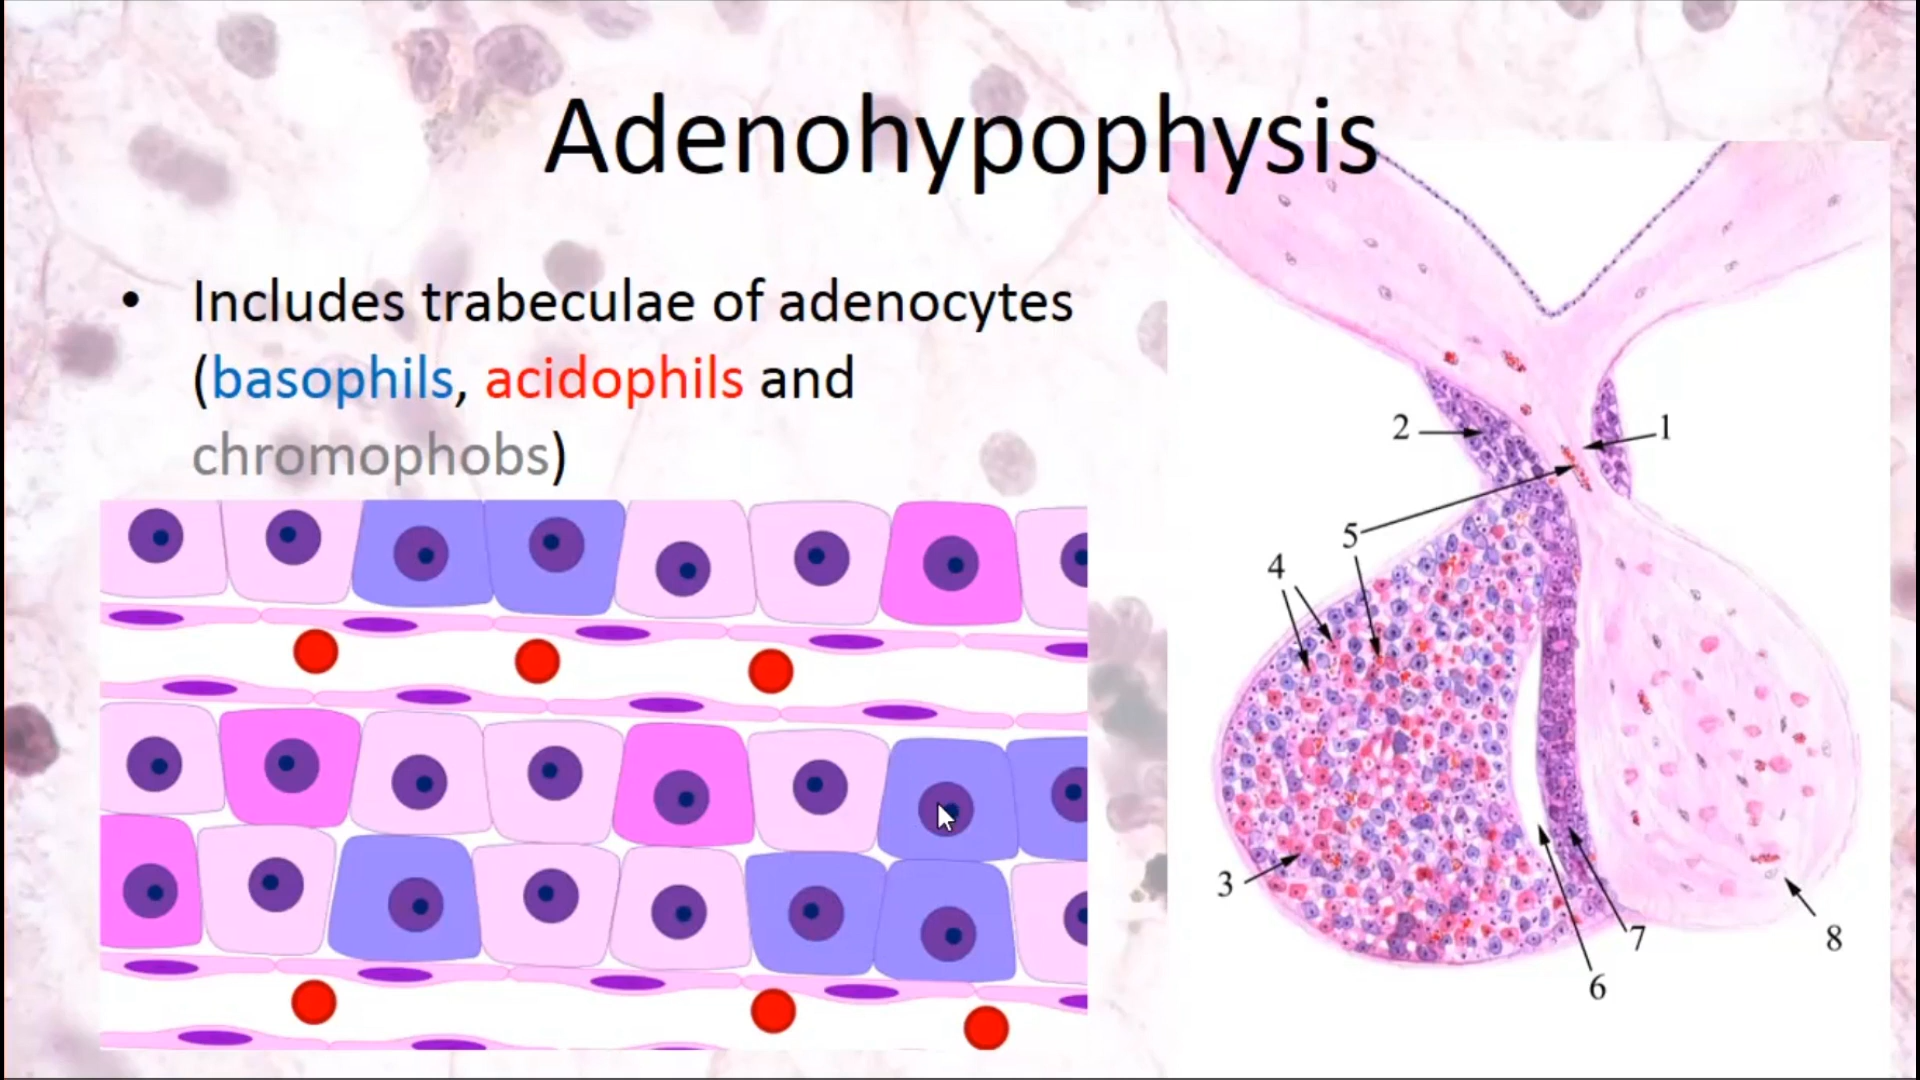 Adenohypophysis
• Includes trabeculae of adenocytes
(basophils, acidophils and
chromophobs)
2
1
5
4
3
7
8
6